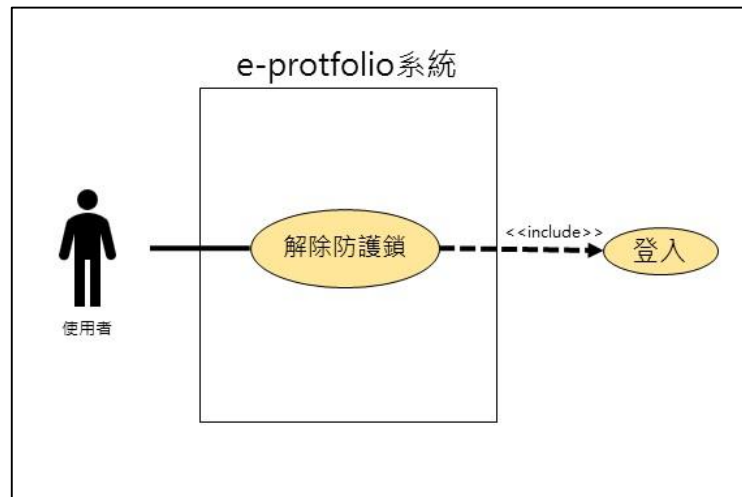 e-protfolio系統
解除防護鎖
<<include>>
登入
使用者